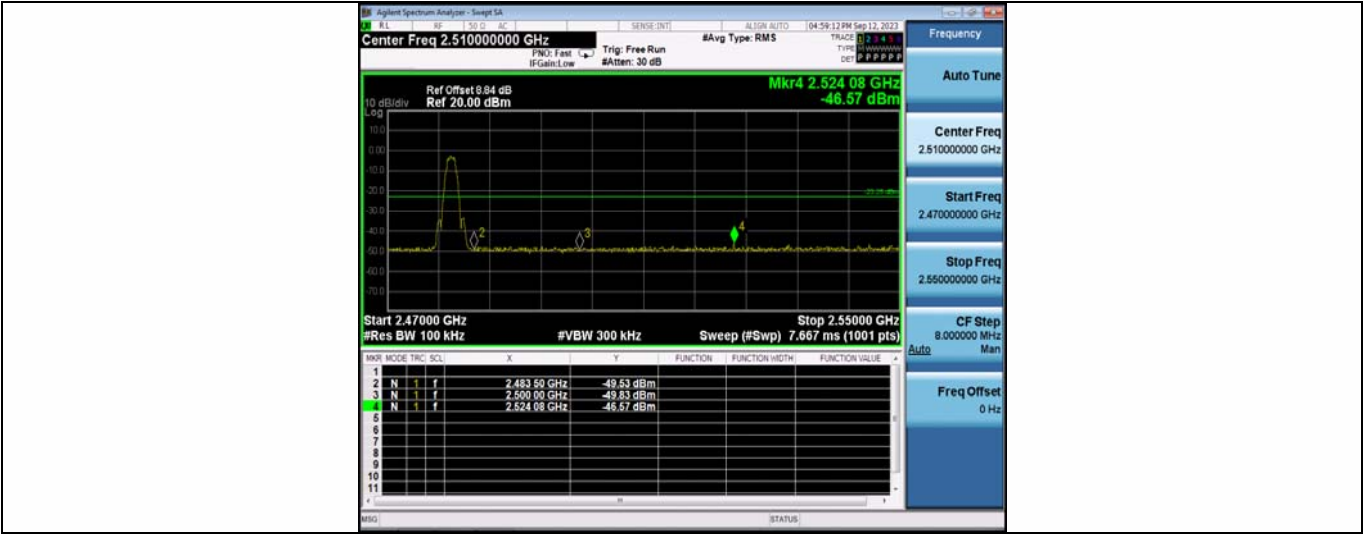 Agilent Spectrum Analyzer - Swept SA
RL RF 50 Ω AC SENSE:INT ALIGN AUTO 04:59:12 PM Sep 12, 2023
Center Freq 2.510000000 GHz
PNO: Fast
IFGain:Low
Trig: Free Run
#Atten: 30 dB
#Avg Type: RMS
TRACE 1 2 3 4 5 6
TYPE M W W W W W
DET P P P P P P
Frequency
Mkr4 2.524 08 GHz
-46.57 dBm
Ref Offset 8.84 dB
10 dB/div Ref 20.00 dBm
Log
10.0
0.00
-10.0
-20.0
-30.0
-40.0
-50.0
-60.0
-70.0
2
3
4
Start 2.47000 GHz Stop 2.55000 GHz
#Res BW 100 kHz #VBW 300 kHz Sweep (#Swp) 7.667 ms (1001 pts)
MKR MODE TRC SCL X Y FUNCTION FUNCTION WIDTH FUNCTION VALUE
1
2 N 1 f 2.483 50 GHz -49.53 dBm
3 N 1 f 2.500 00 GHz -49.83 dBm
4 N 1 f 2.524 08 GHz -46.57 dBm
5
6
7
8
9
10
11
MSG STATUS
Auto Tune
Center Freq
2.510000000 GHz
Start Freq
2.470000000 GHz
Stop Freq
2.550000000 GHz
CF Step
8.000000 MHz
Auto Man
Freq Offset
0 Hz